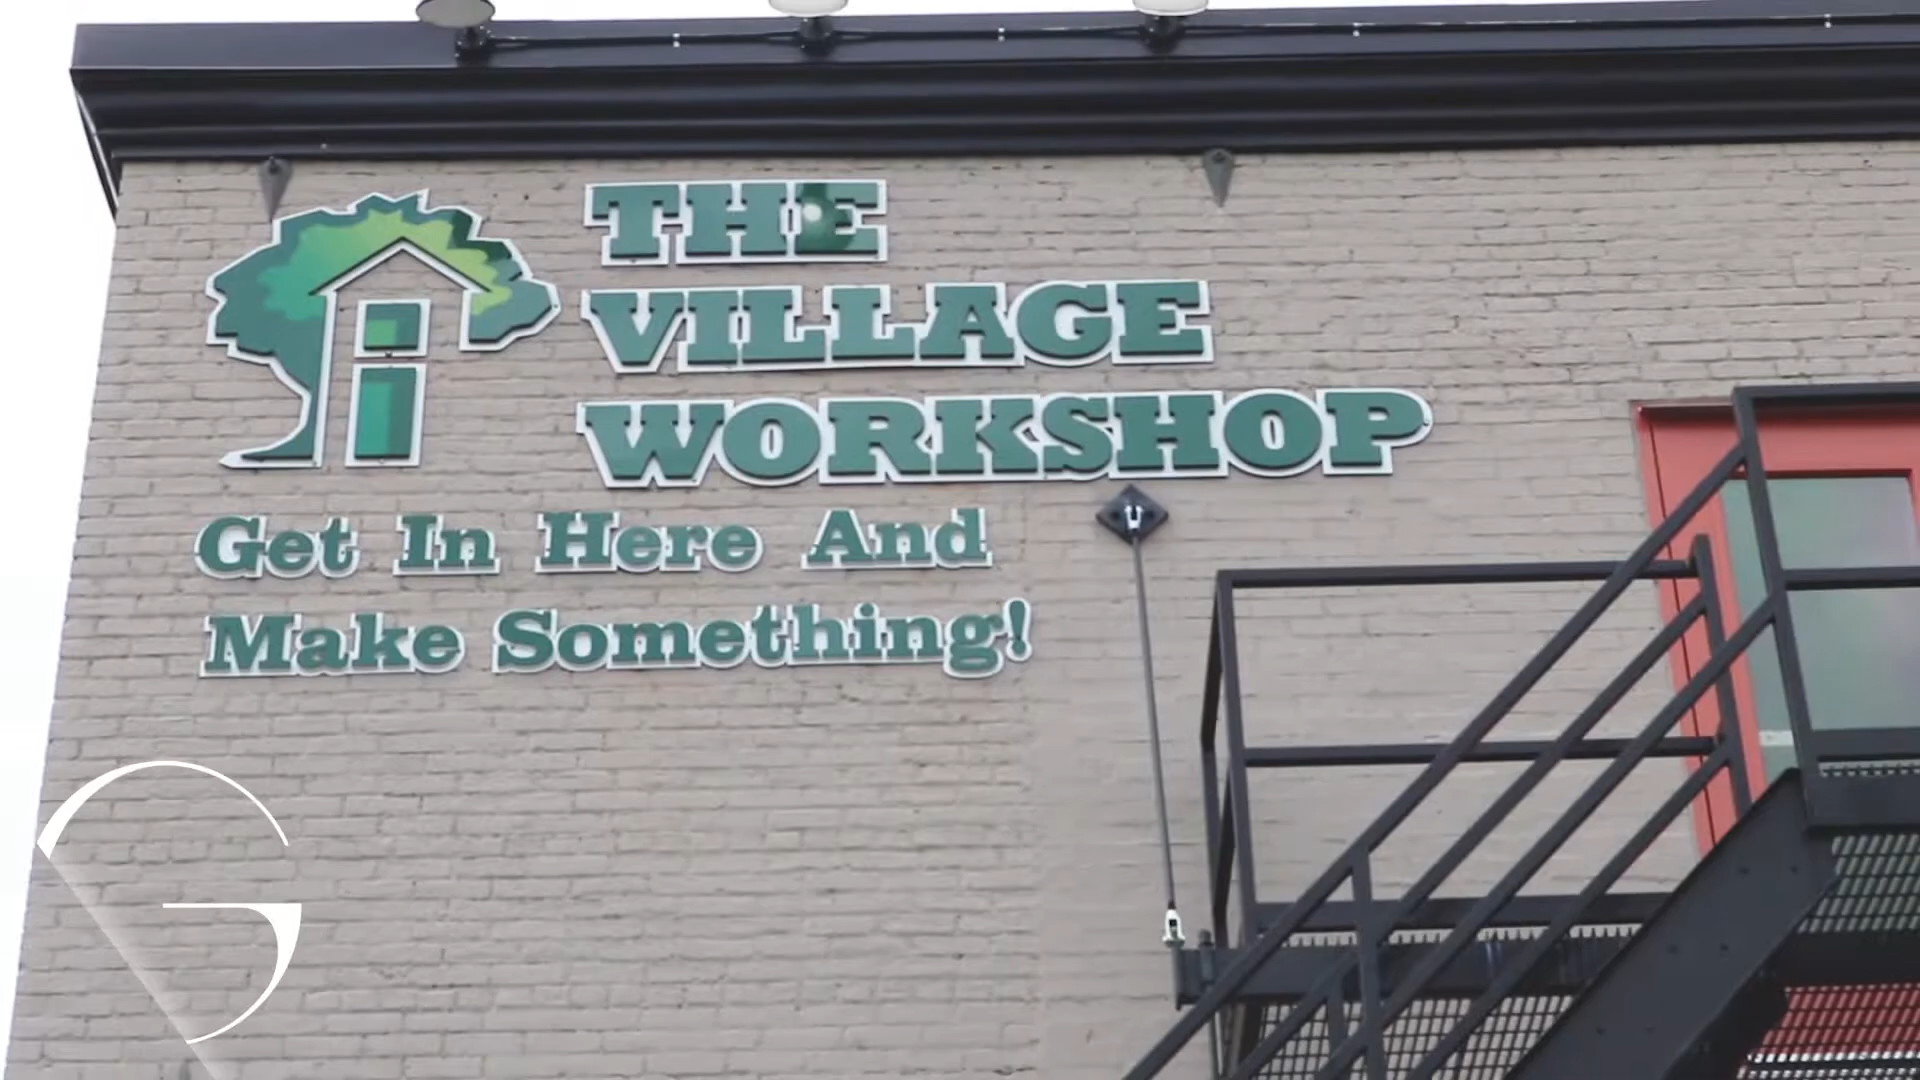 THE
VILLAGE
WORKSHOP
Get In Here And
Make Something!
G